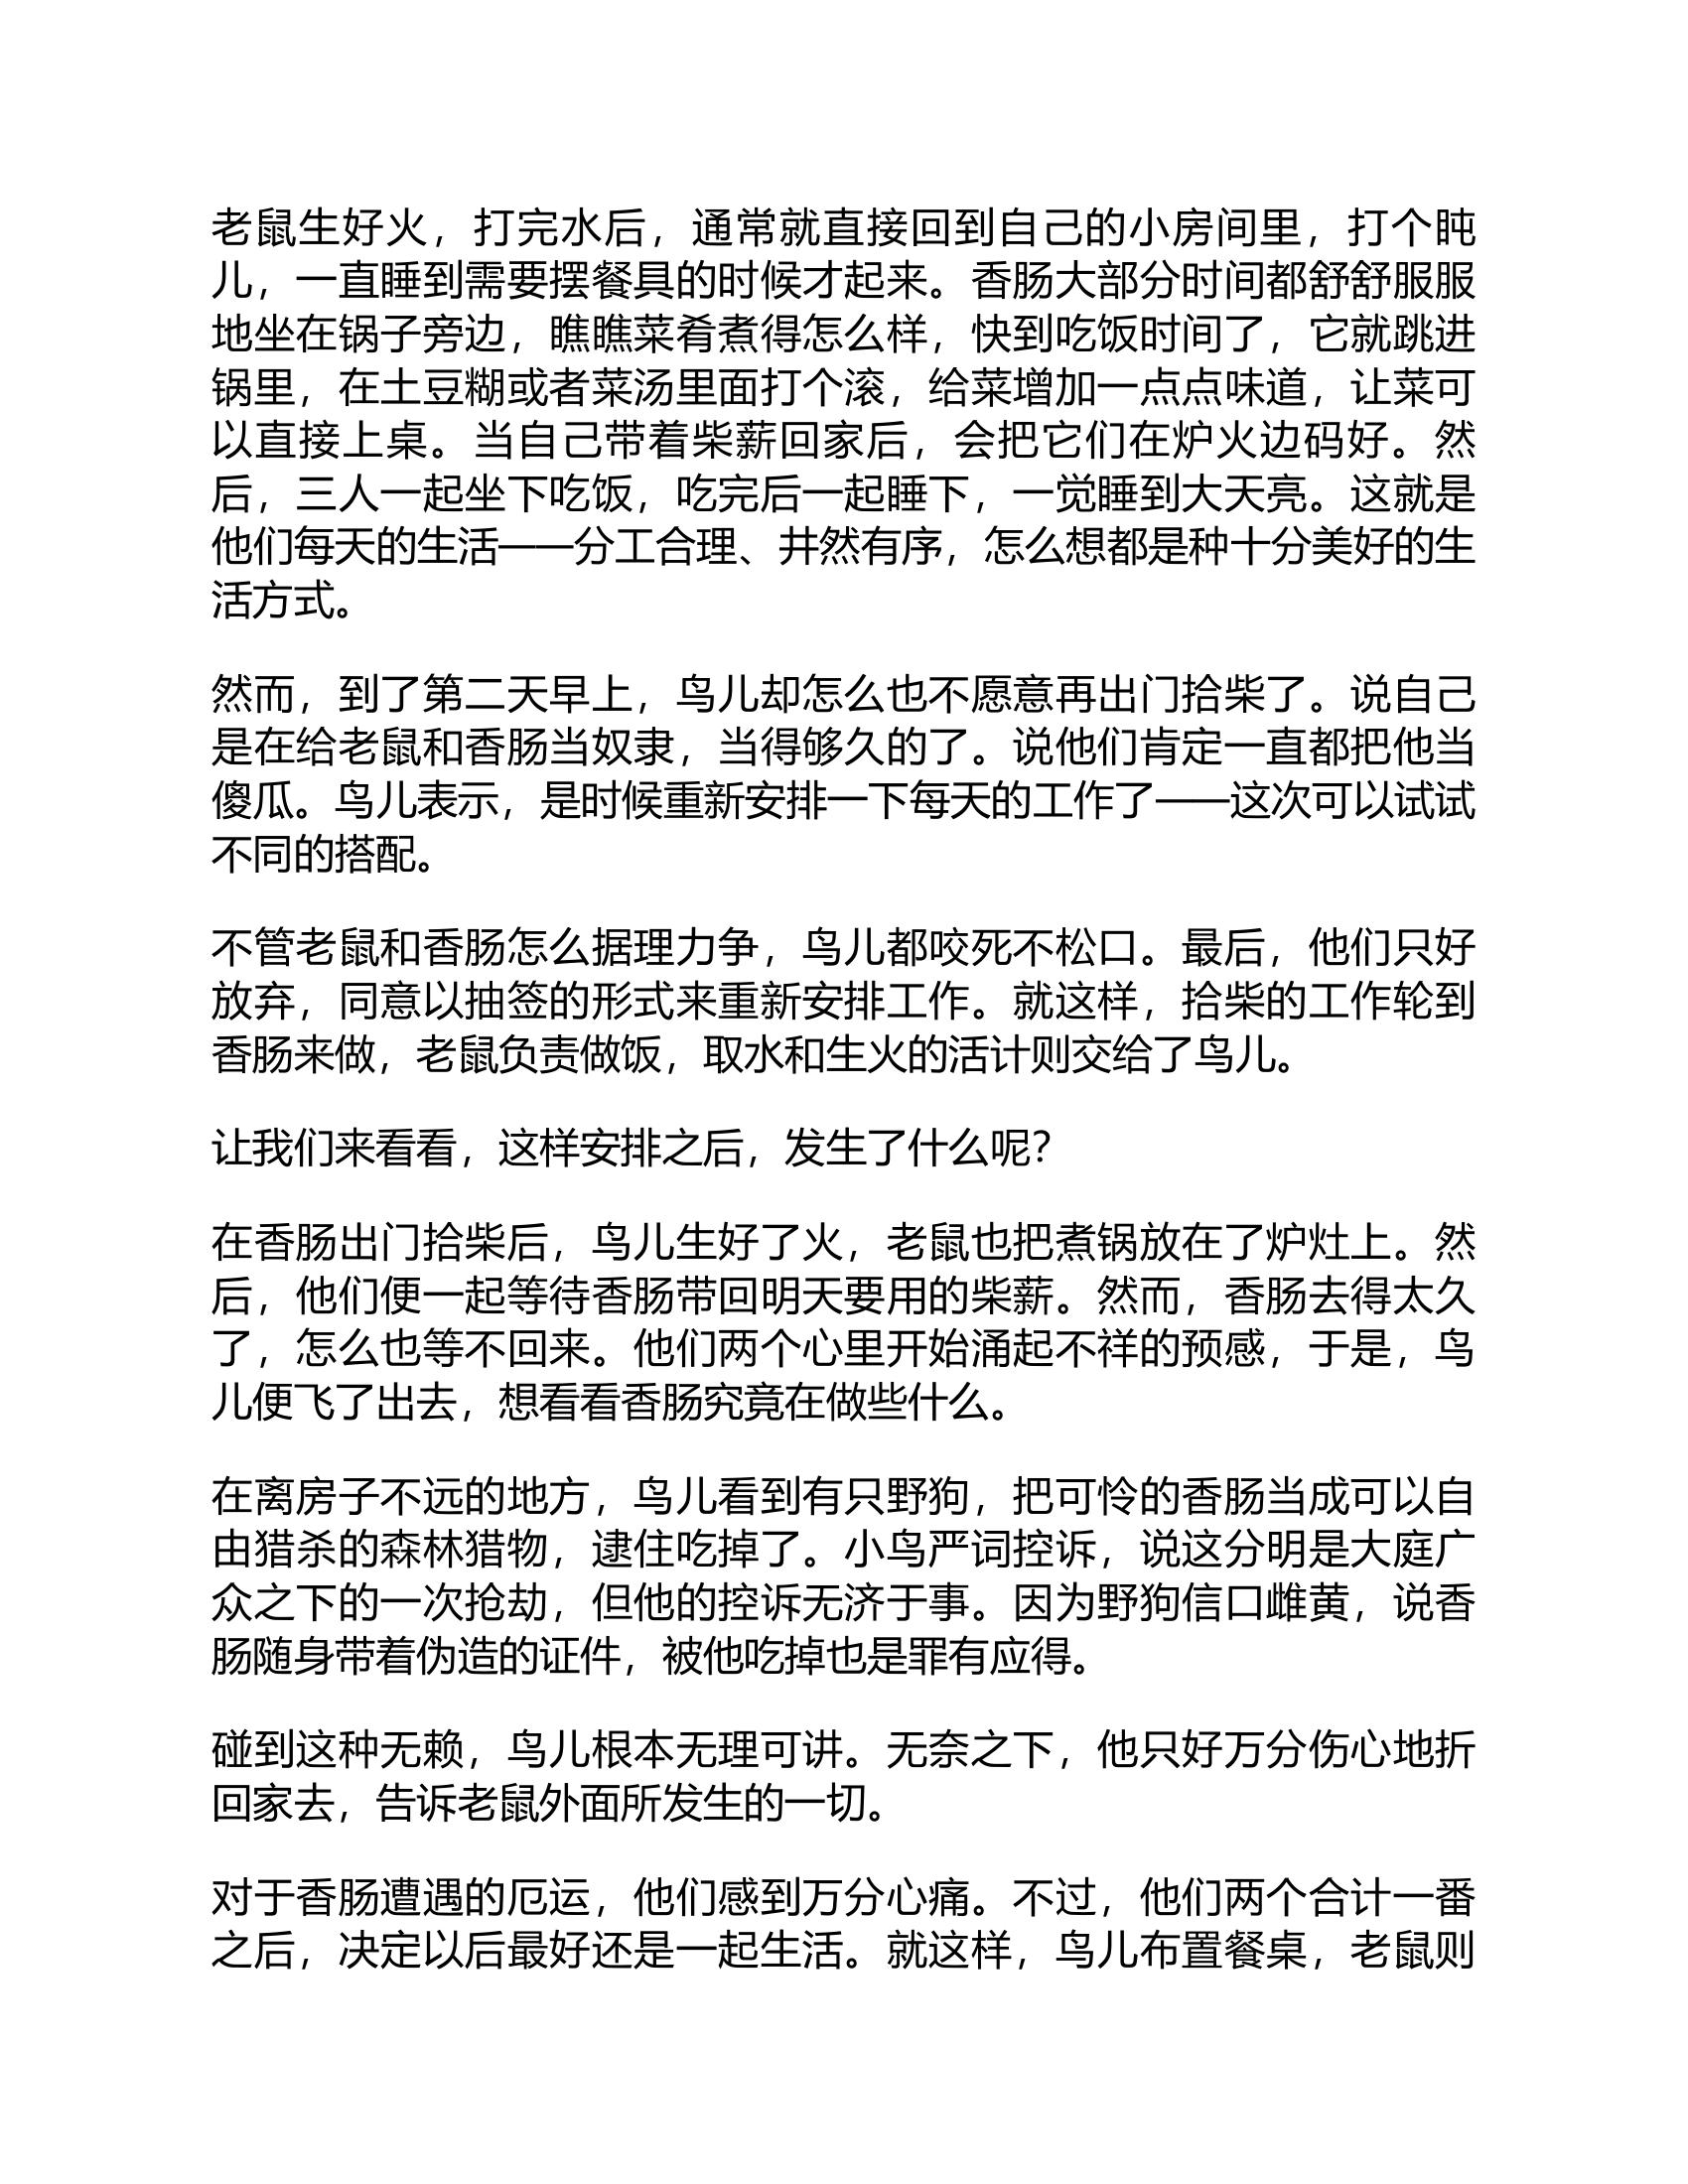 老鼠生好火，打完水后，通常就直接回到自己的小房间里，打个盹
儿，一直睡到需要摆餐具的时候才起来。香肠大部分时间都舒舒服服
地坐在锅子旁边，瞧瞧菜肴煮得怎么样，快到吃饭时间了，它就跳进
锅里，在土豆糊或者菜汤里面打个滚，给菜增加一点点味道，让菜可
以直接上桌。当自己带着柴薪回家后，会把它们在炉火边码好。然
后，三人一起坐下吃饭，吃完后一起睡下，一觉睡到大天亮。这就是
他们每天的生活——分工合理、井然有序，怎么想都是种十分美好的生
活方式。
然而，到了第二天早上，鸟儿却怎么也不愿意再出门拾柴了。说自己
是在给老鼠和香肠当奴隶，当得够久的了。说他们肯定一直都把他当
傻瓜。鸟儿表示，是时候重新安排一下每天的工作了——这次可以试试
不同的搭配。
不管老鼠和香肠怎么据理力争，鸟儿都咬死不松口。最后，他们只好
放弃，同意以抽签的形式来重新安排工作。就这样，拾柴的工作轮到
香肠来做，老鼠负责做饭，取水和生火的活计则交给了鸟儿。
让我们来看看，这样安排之后，发生了什么呢？
在香肠出门拾柴后，鸟儿生好了火，老鼠也把煮锅放在了炉灶上。然
后，他们便一起等待香肠带回明天要用的柴薪。然而，香肠去得太久
了，怎么也等不回来。他们两个心里开始涌起不祥的预感，于是，鸟
儿便飞了出去，想看看香肠究竟在做些什么。
在离房子不远的地方，鸟儿看到有只野狗，把可怜的香肠当成可以自
由猎杀的森林猎物，逮住吃掉了。小鸟严词控诉，说这分明是大庭广
众之下的一次抢劫，但他的控诉无济于事。因为野狗信口雌黄，说香
肠随身带着伪造的证件，被他吃掉也是罪有应得。
碰到这种无赖，鸟儿根本无理可讲。无奈之下，他只好万分伤心地折
回家去，告诉老鼠外面所发生的一切。
对于香肠遭遇的厄运，他们感到万分心痛。不过，他们两个合计一番
之后，决定以后最好还是一起生活。就这样，鸟儿布置餐桌，老鼠则